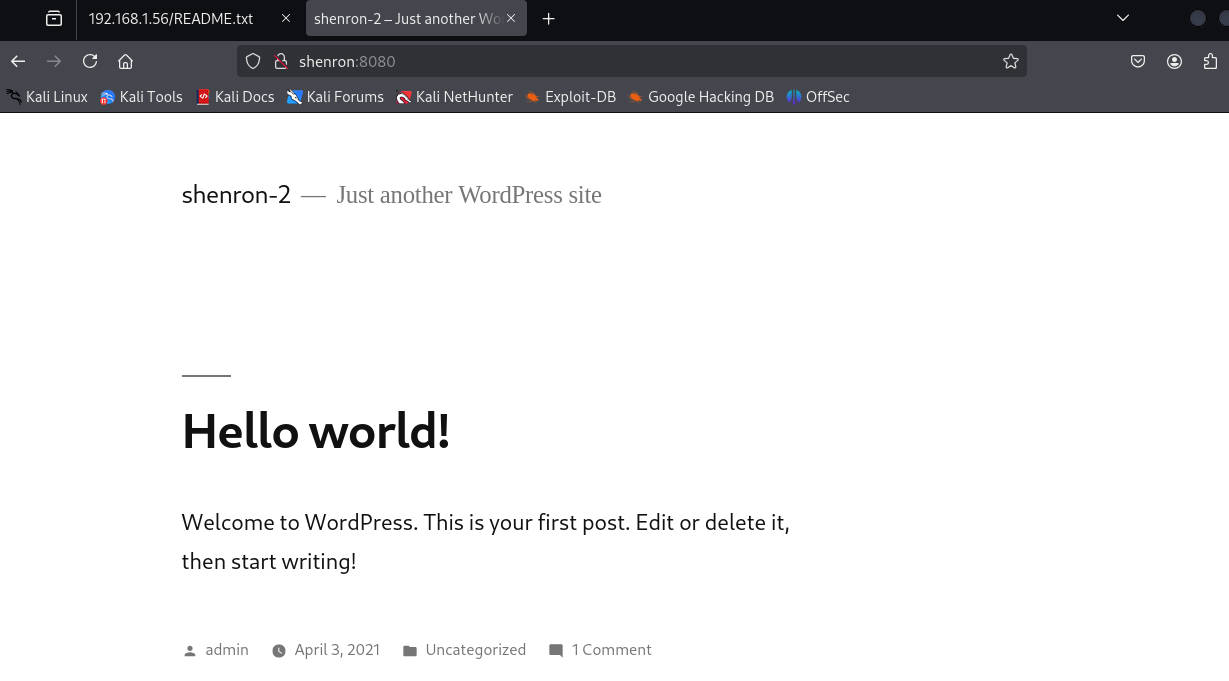 192.168.1.56/README.txt shenron-2 – Just another Wo
shenron:8080
Kali Linux Kali Tools Kali Docs Kali Forums Kali NetHunter Exploit-DB Google Hacking DB OffSec
shenron-2 — Just another WordPress site
Hello world!
Welcome to WordPress. This is your first post. Edit or delete it,
then start writing!
admin April 3, 2021 Uncategorized 1 Comment